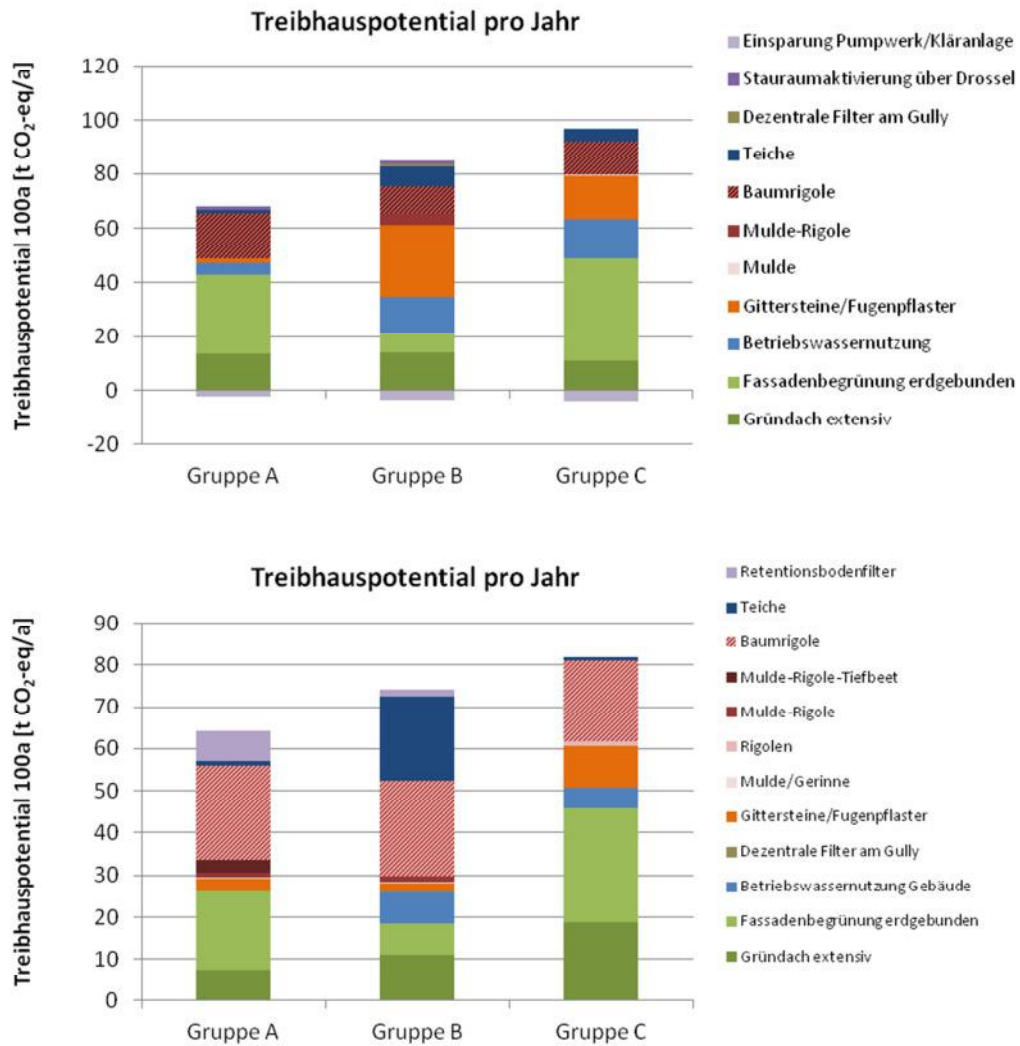 Treibhauspotential pro Jahr
Treibhauspotential 100a [t CO₂-eq/a]
120
100
80
60
40
20
0
-20
Gruppe A
Gruppe B
Gruppe C
Einsparung Pumpwerk/Kläranlage
Stauraumaktivierung über Drossel
Dezentrale Filter am Gully
Teiche
Baumrigole
Mulde-Rigole
Mulde
Gittersteine/Fugenpflaster
Betriebswassernutzung
Fassadenbegrünung erdgebunden
Gründach extensiv
Treibhauspotential pro Jahr
Treibhauspotential 100a [t CO₂-eq/a]
90
80
70
60
50
40
30
20
10
0
Gruppe A
Gruppe B
Gruppe C
Retentionsbodenfilter
Teiche
Baumrigole
Mulde-Rigole-Tiefbeet
Mulde-Rigole
Rigolen
Mulde/Gerinne
Gittersteine/Fugenpflaster
Dezentrale Filter am Gully
Betriebswassernutzung Gebäude
Fassadenbegrünung erdgebunden
Gründach extensiv